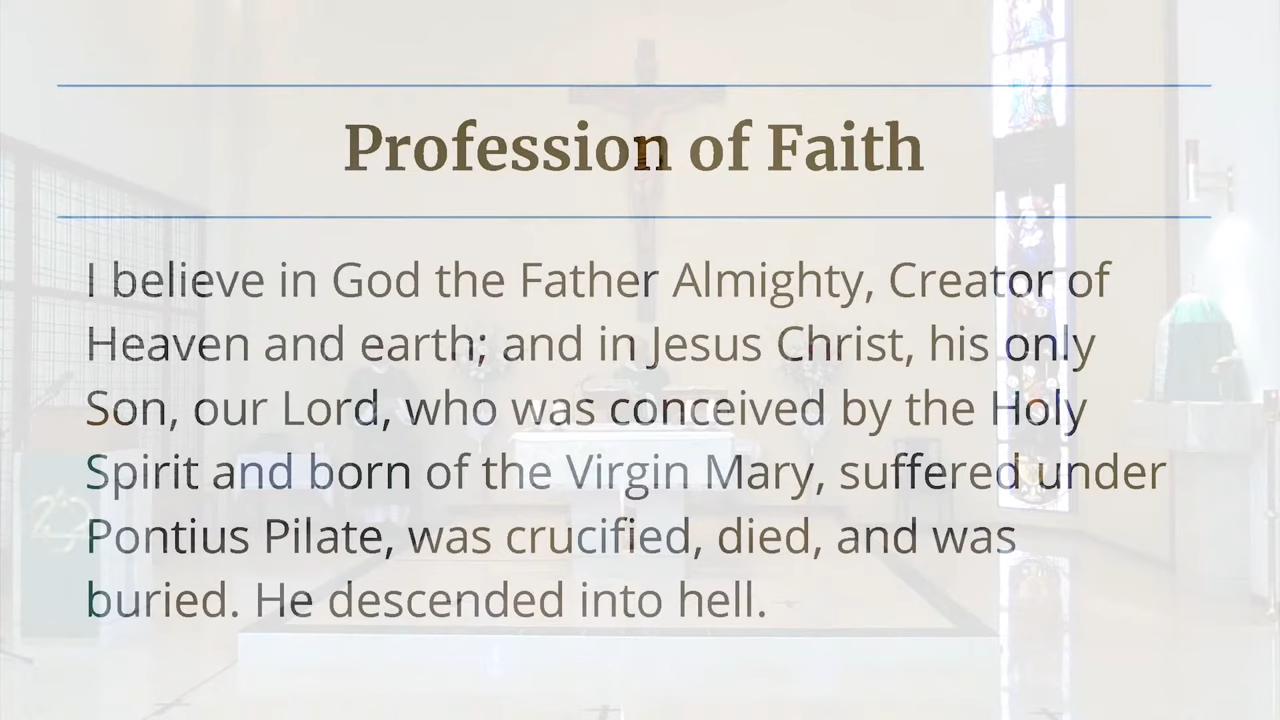 Profession of Faith
I believe in God the Father Almighty, Creator of
Heaven and earth; and in Jesus Christ, his only
Son, our Lord, who was conceived by the Holy
Spirit and born of the Virgin Mary, suffered under
Pontius Pilate, was crucified, died, and was
buried. He descended into hell.